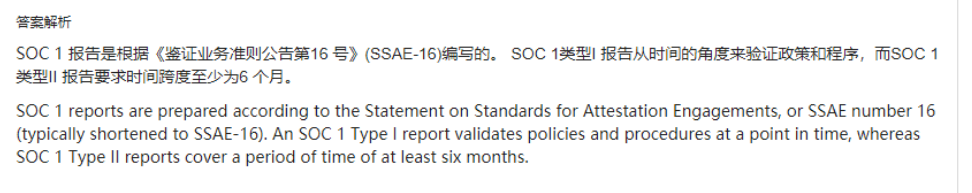 答案解析
SOC 1 报告是根据《鉴证业务准则公告第16 号》(SSAE-16)编写的。 SOC 1类型I 报告从时间的角度来验证政策和程序，而SOC 1
类型II 报告要求时间跨度至少为6 个月。
SOC 1 reports are prepared according to the Statement on Standards for Attestation Engagements, or SSAE number 16
(typically shortened to SSAE-16). An SOC 1 Type I report validates policies and procedures at a point in time, whereas
SOC 1 Type II reports cover a period of time of at least six months.